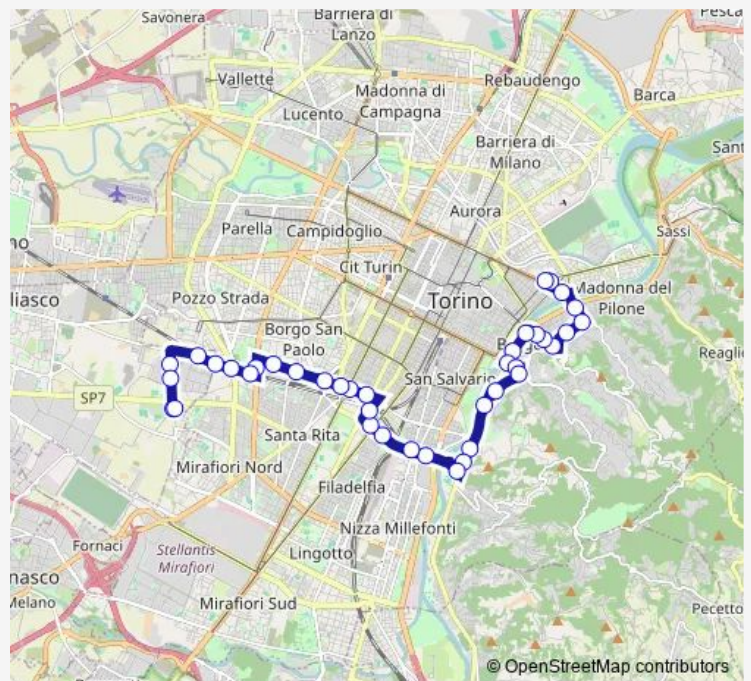 Savonera
Barriera di
Lanzo
Pesca
Vallette
Rebaudengo
Madonna di
Campagna
Barca
Lucento
Barriera di
Milano
Sant
Aurora
Parella
Campidoglio
Sassi
no
Cit Turin
liasco
Pozzo Strada
Torino
Madonna del
Pilone
Borgo San
Paolo
Reaglie
San Salvario
SP7
Santa Rita
Mirafiori Nord
Filadelfia
Nizza Millefonti
Fornaci
Stellantis
Mirafiori
Lingotto
nasco
Melano
Mirafiori Sud
Pecetto
© OpenStreetMap contributors